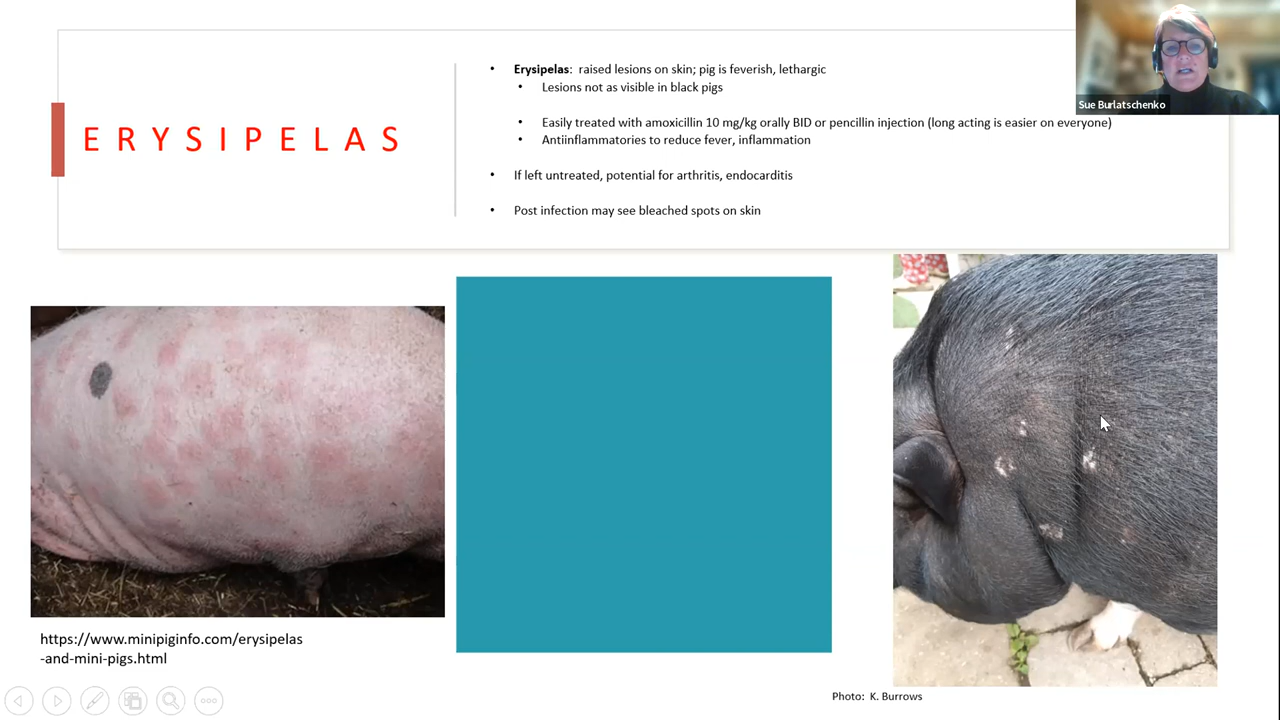 ERYSIPELAS
• Erysipelas: raised lesions on skin; pig is feverish, lethargic
• Lesions not as visible in black pigs
• Easily treated with amoxicillin 10 mg/kg orally BID or pencillin injection (long acting is easier on everyone)
• Antiinflammatories to reduce fever, inflammation
• If left untreated, potential for arthritis, endocarditis
• Post infection may see bleached spots on skin
Sue Burlatschenko
https://www.minipiginfo.com/erysipelas
-and-mini-pigs.html
Photo: K. Burrows